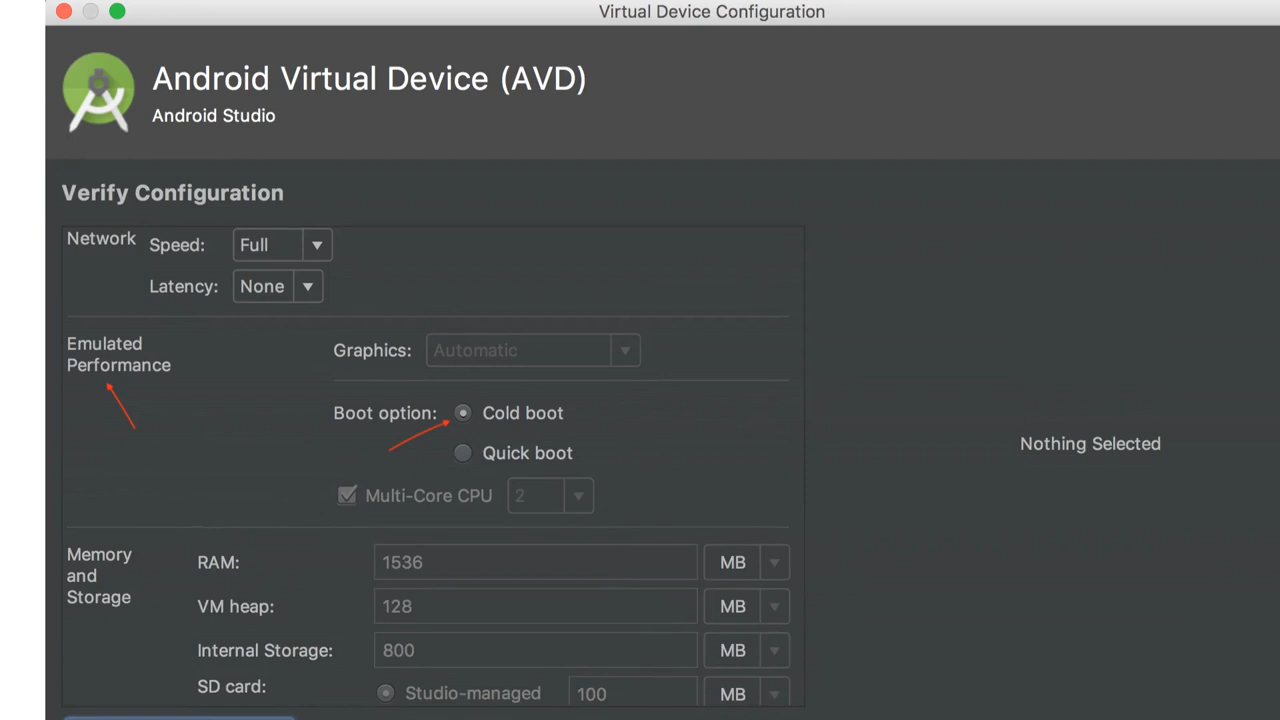 Virtual Device Configuration
Android Virtual Device (AVD)
Android Studio
Verify Configuration
Network Speed: Full
Latency: None
Emulated
Performance
Graphics: Automatic
Boot option: Cold boot
Quick boot
Multi-Core CPU 2
Nothing Selected
Memory
and
Storage
RAM: 1536 MB
VM heap: 128 MB
Internal Storage: 800 MB
SD card: Studio-managed 100 MB